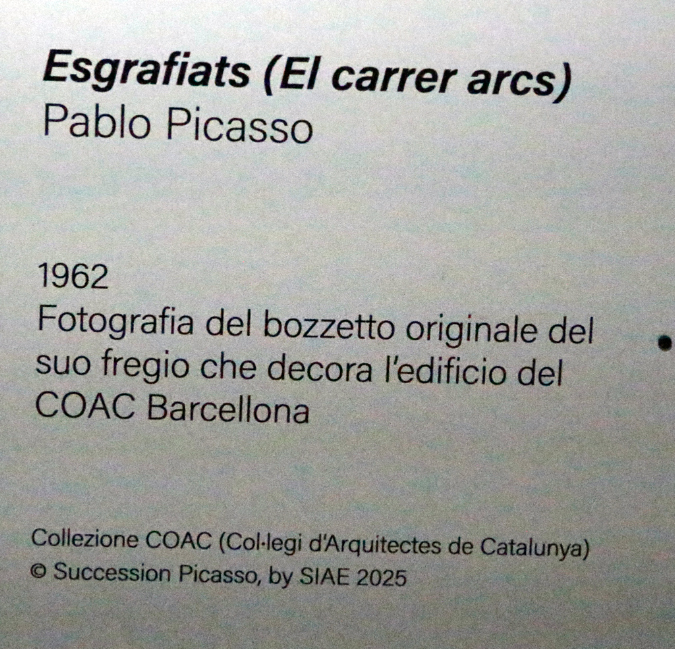 Esgrafiats (El carrer arcs)
Pablo Picasso
1962
Fotografia del bozzetto originale del
suo fregio che decora l'edificio del
COAC Barcellona
Collezione COAC (Col·legi d'Arquitectes de Catalunya)
© Succession Picasso, by SIAE 2025